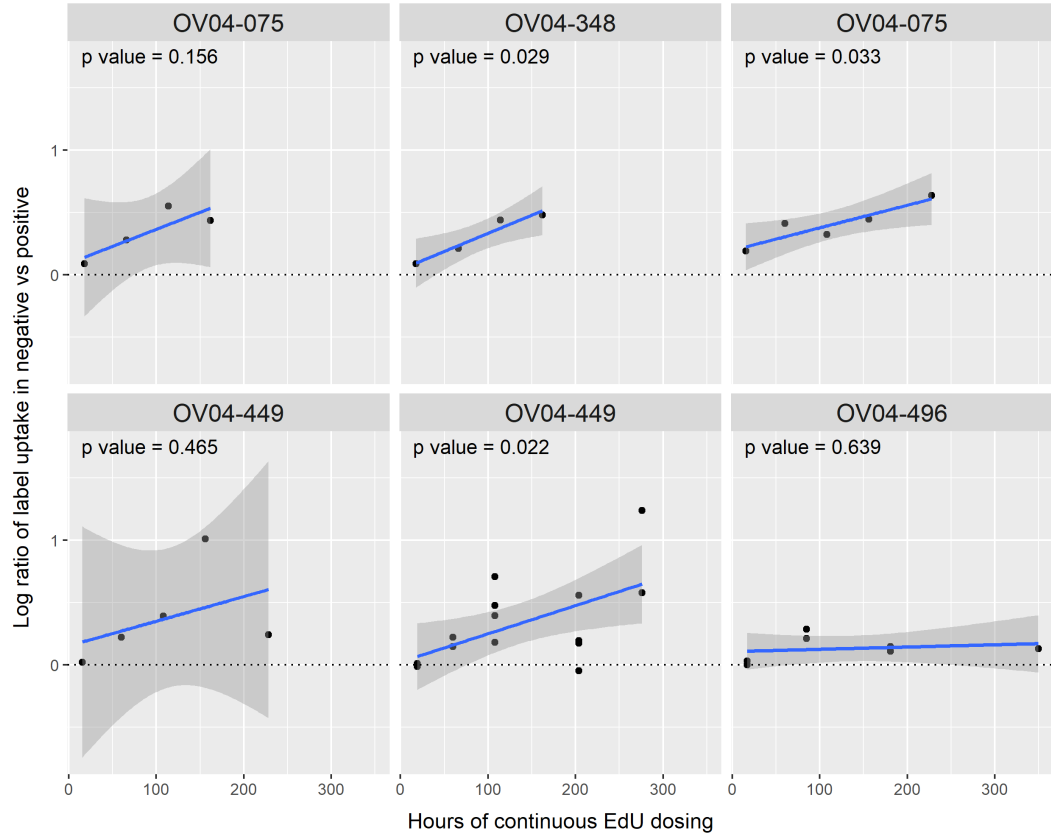 OV04-075 OV04-348 OV04-075
p value = 0.156 p value = 0.029 p value = 0.033
1
0
OV04-449 OV04-449 OV04-496
p value = 0.465 p value = 0.022 p value = 0.639
1
0
0 100 200 300 0 100 200 300 0 100 200 300
Hours of continuous EdU dosing
Log ratio of label uptake in negative vs positive